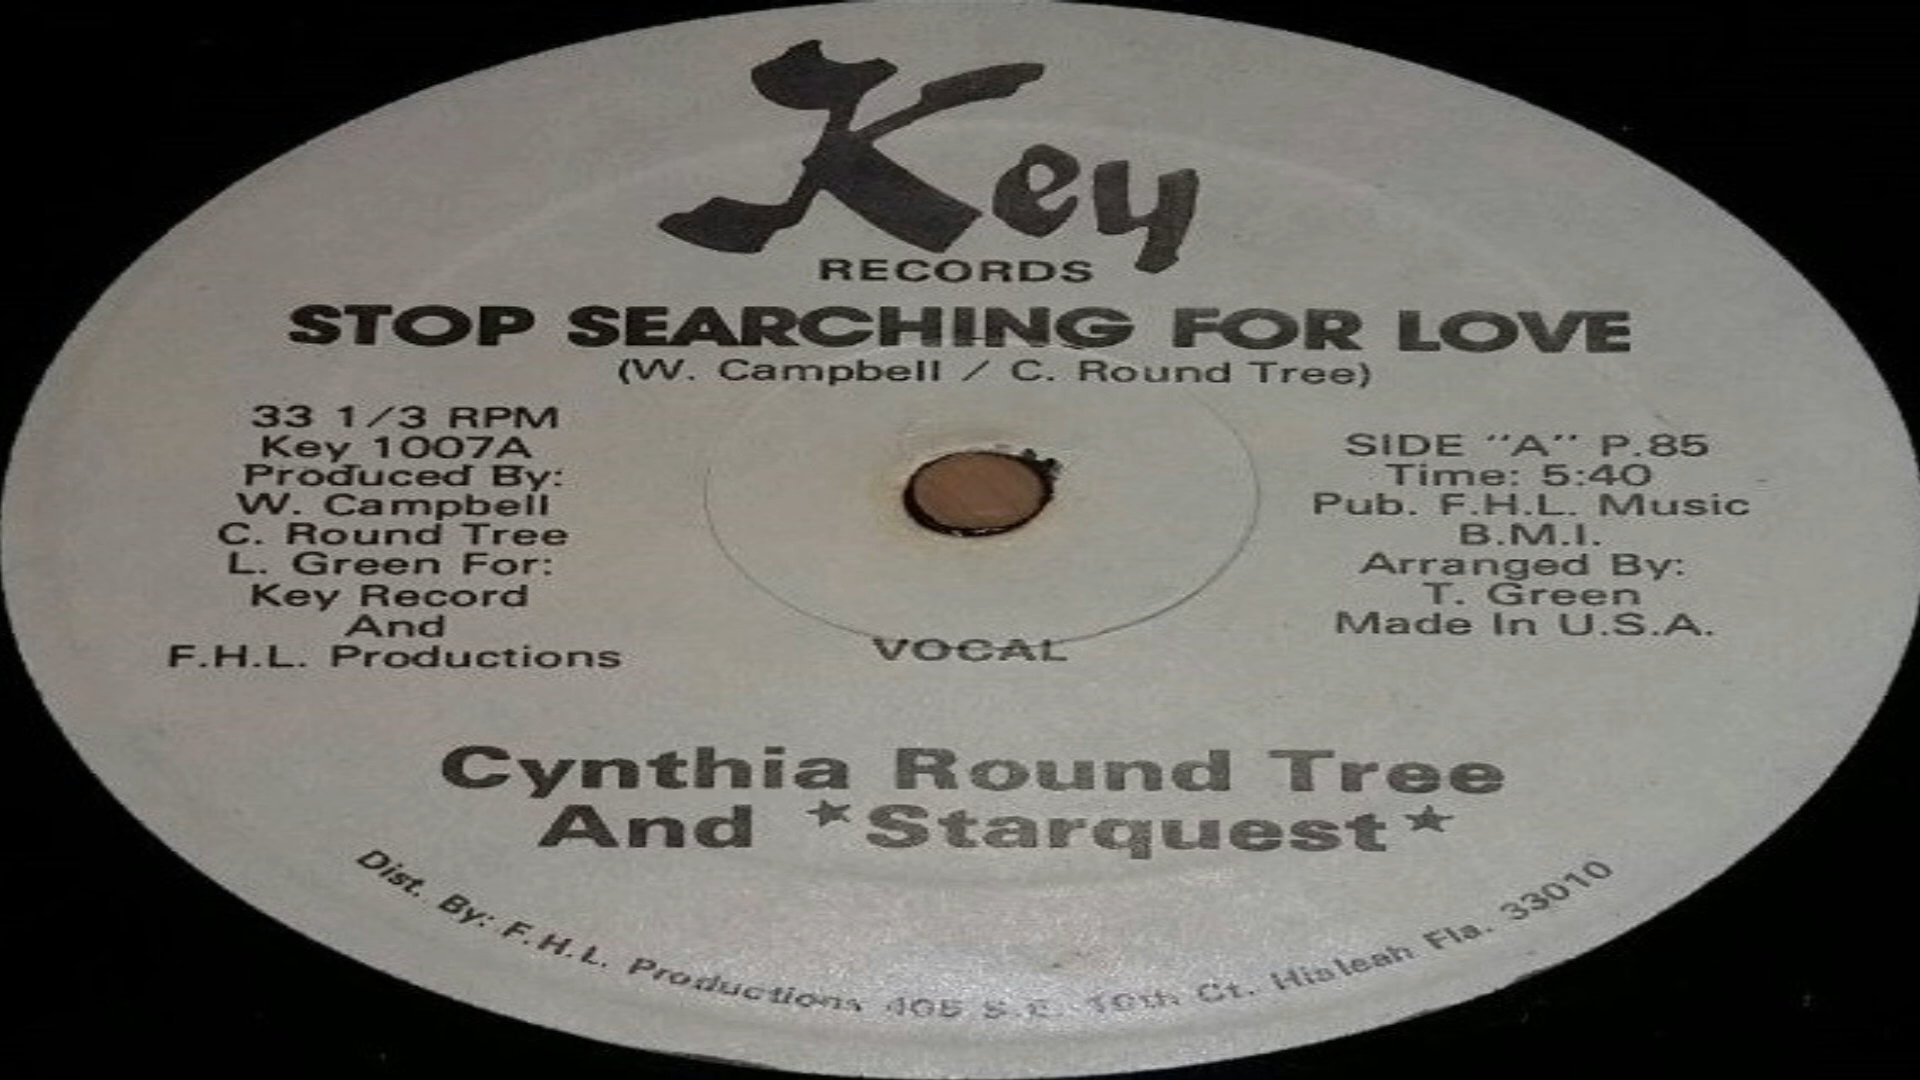 Key
RECORDS
STOP SEARCHING FOR LOVE
(W. Campbell / C. Round Tree)
33 1/3 RPM
Key 1007A
Produced By:
W. Campbell
C. Round Tree
L. Green For:
Key Record
And
F.H.L. Productions
SIDE "A" P.85
Time: 5:40
Pub. F.H.L. Music
B.M.I.
Arranged By:
T. Green
Made In U.S.A.
VOCAL
Cynthia Round Tree
And *Starquest*
Dist. By: F.H.L. Productions 405 S.E. 10th Ct. Hialeah Fla. 33010